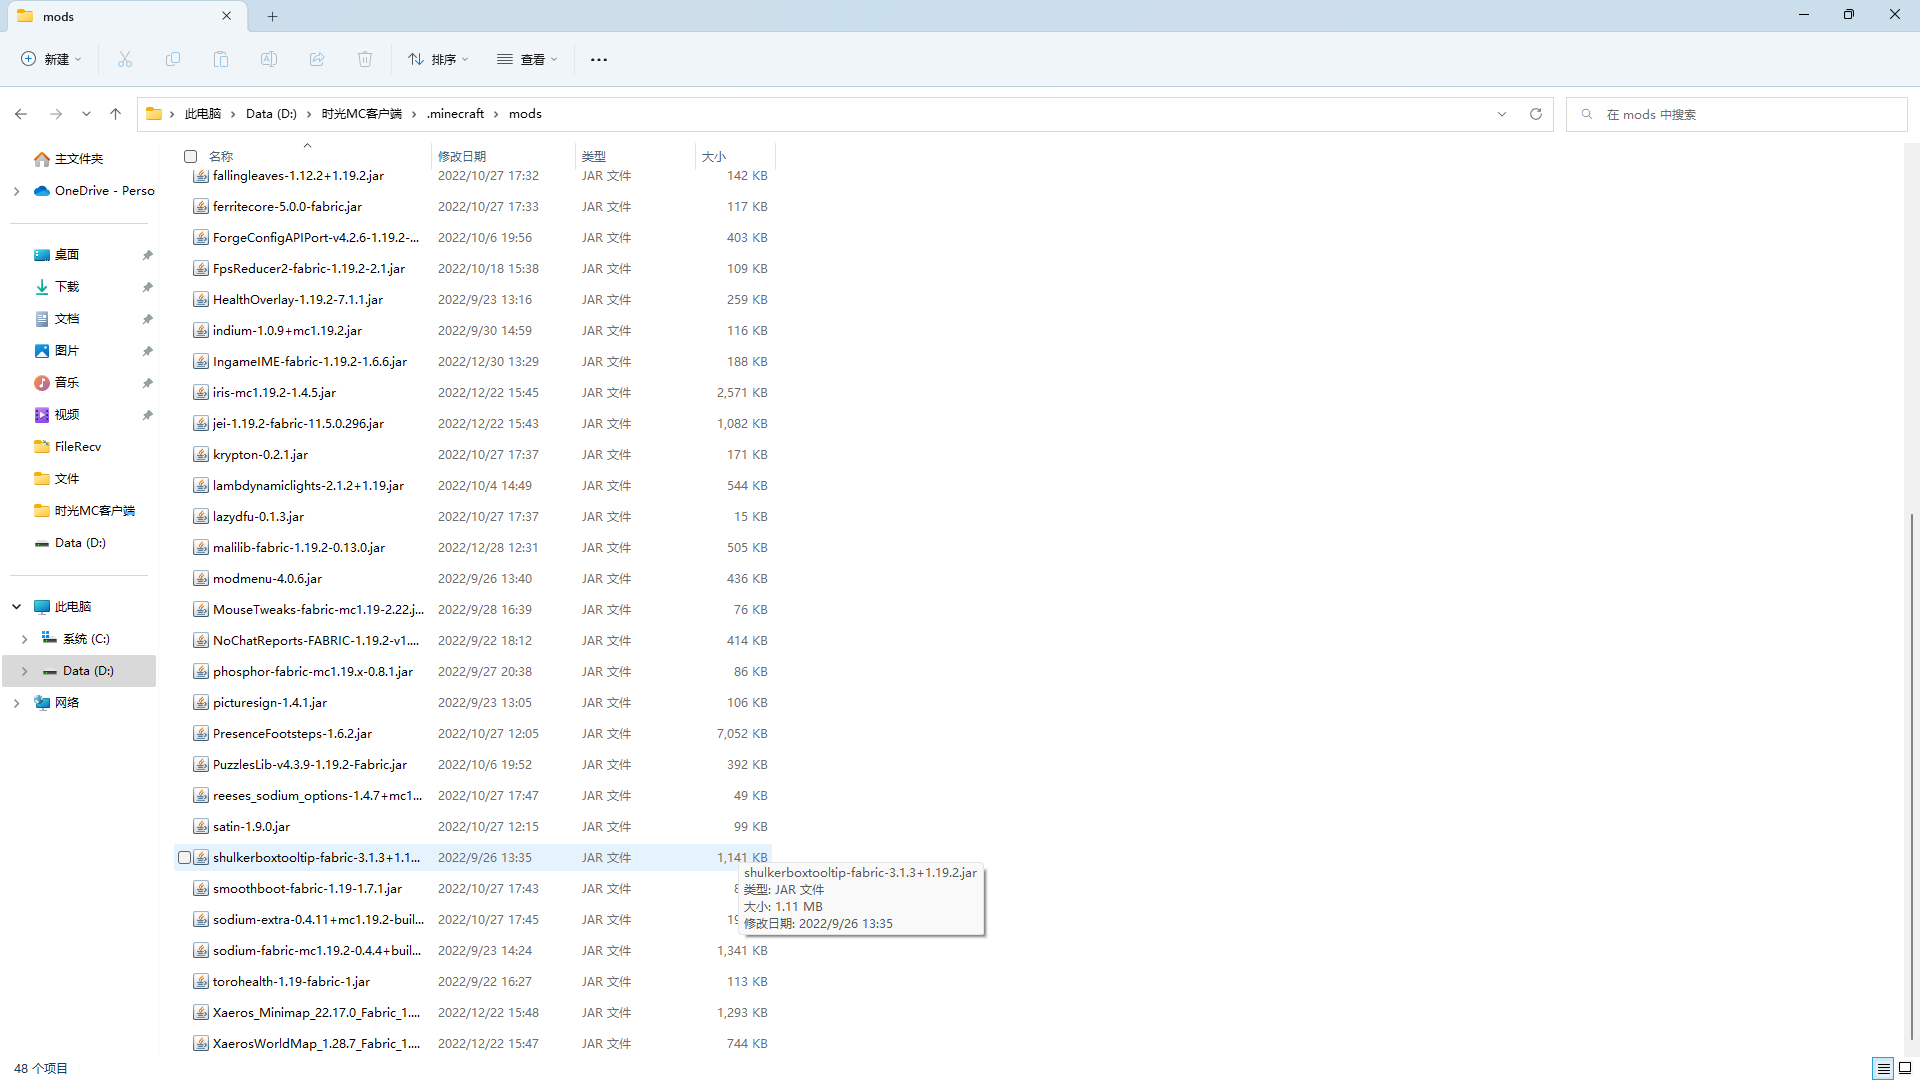 mods
新建
排序
查看
此电脑
Data (D:)
时光MC客户端
.minecraft
mods
在 mods 中搜索
主文件夹
OneDrive - Perso
桌面
下载
文档
图片
音乐
视频
FileRecv
文件
时光MC客户端
Data (D:)
此电脑
系统 (C:)
Data (D:)
网络
名称 修改日期 类型 大小
fallingleaves-1.12.2+1.19.2.jar 2022/10/27 17:32 JAR 文件 142 KB
ferritecore-5.0.0-fabric.jar 2022/10/27 17:33 JAR 文件 117 KB
ForgeConfigAPIPort-v4.2.6-1.19.2-... 2022/10/6 19:56 JAR 文件 403 KB
FpsReducer2-fabric-1.19.2-2.1.jar 2022/10/18 15:38 JAR 文件 109 KB
HealthOverlay-1.19.2-7.1.1.jar 2022/9/23 13:16 JAR 文件 259 KB
indium-1.0.9+mc1.19.2.jar 2022/9/30 14:59 JAR 文件 116 KB
IngameIME-fabric-1.19.2-1.6.6.jar 2022/12/30 13:29 JAR 文件 188 KB
iris-mc1.19.2-1.4.5.jar 2022/12/22 15:45 JAR 文件 2,571 KB
jei-1.19.2-fabric-11.5.0.296.jar 2022/12/22 15:43 JAR 文件 1,082 KB
krypton-0.2.1.jar 2022/10/27 17:37 JAR 文件 171 KB
lambdynamiclights-2.1.2+1.19.jar 2022/10/4 14:49 JAR 文件 544 KB
lazydfu-0.1.3.jar 2022/10/27 17:37 JAR 文件 15 KB
malilib-fabric-1.19.2-0.13.0.jar 2022/12/28 12:31 JAR 文件 505 KB
modmenu-4.0.6.jar 2022/9/26 13:40 JAR 文件 436 KB
MouseTweaks-fabric-mc1.19-2.22.j... 2022/9/28 16:39 JAR 文件 76 KB
NoChatReports-FABRIC-1.19.2-v1.... 2022/9/22 18:12 JAR 文件 414 KB
phosphor-fabric-mc1.19.x-0.8.1.jar 2022/9/27 20:38 JAR 文件 86 KB
picturesign-1.4.1.jar 2022/9/23 13:05 JAR 文件 106 KB
PresenceFootsteps-1.6.2.jar 2022/10/27 12:05 JAR 文件 7,052 KB
PuzzlesLib-v4.3.9-1.19.2-Fabric.jar 2022/10/6 19:52 JAR 文件 392 KB
reeses_sodium_options-1.4.7+mc1... 2022/10/27 17:47 JAR 文件 49 KB
satin-1.9.0.jar 2022/10/27 12:15 JAR 文件 99 KB
shulkerboxtooltip-fabric-3.1.3+1.1... 2022/9/26 13:35 JAR 文件 1,141 KB
smoothboot-fabric-1.19-1.7.1.jar 2022/10/27 17:43 JAR 文件
sodium-extra-0.4.11+mc1.19.2-buil... 2022/10/27 17:45 JAR 文件
sodium-fabric-mc1.19.2-0.4.4+buil... 2022/9/23 14:24 JAR 文件 1,341 KB
torohealth-1.19-fabric-1.jar 2022/9/22 16:27 JAR 文件 113 KB
Xaeros_Minimap_22.17.0_Fabric_1.... 2022/12/22 15:48 JAR 文件 1,293 KB
XaerosWorldMap_1.28.7_Fabric_1.... 2022/12/22 15:47 JAR 文件 744 KB
shulkerboxtooltip-fabric-3.1.3+1.19.2.jar
类型: JAR 文件
大小: 1.11 MB
修改日期: 2022/9/26 13:35
48 个项目